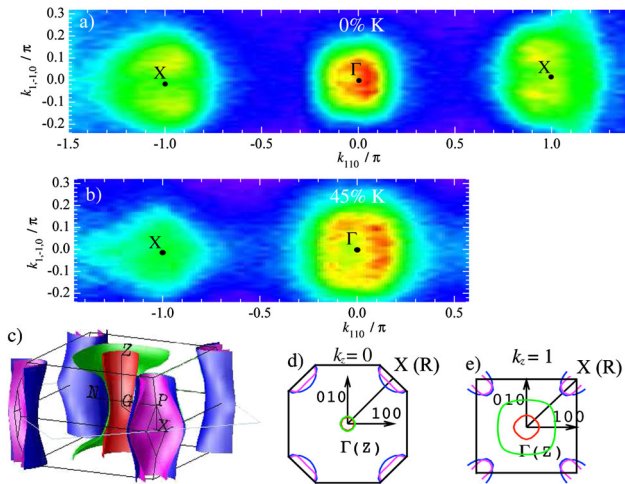 a) 0% K
k1,-1,0 / π
0.3
0.2
0.1
0.0
-0.1
-0.2
X Γ X
-1.5 -1.0 -0.5 0.0 0.5 1.0
k110 / π
b) 45% K
k1,-1,0 / π
0.3
0.2
0.1
0.0
-0.1
-0.2
X Γ
-1.0 -0.5 0.0 0.5
k110 / π
c)
Z
N G P
X
d) kz = 0
X (R)
010
100
Γ(Z)
e) kz = 1
X (R)
010
100
Γ(Z)